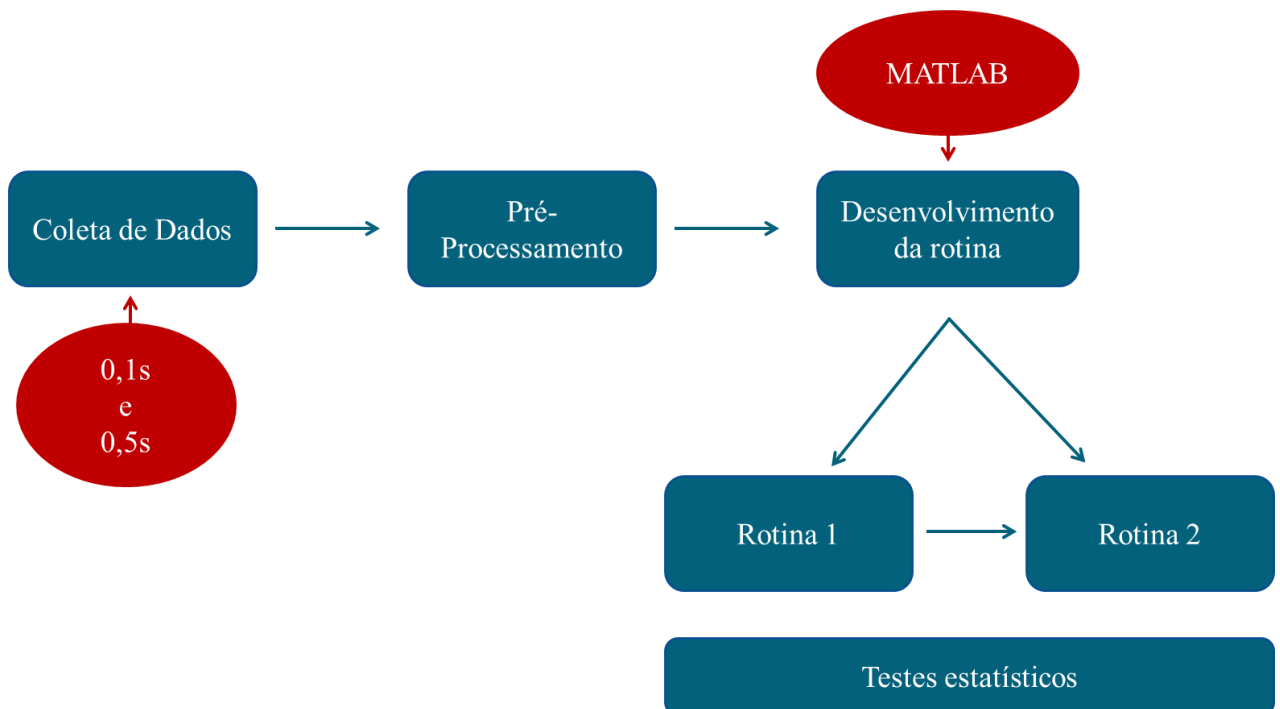 MATLAB
Coleta de Dados
Pré-
Processamento
Desenvolvimento
da rotina
0,1s
e
0,5s
Rotina 1
Rotina 2
Testes estatísticos